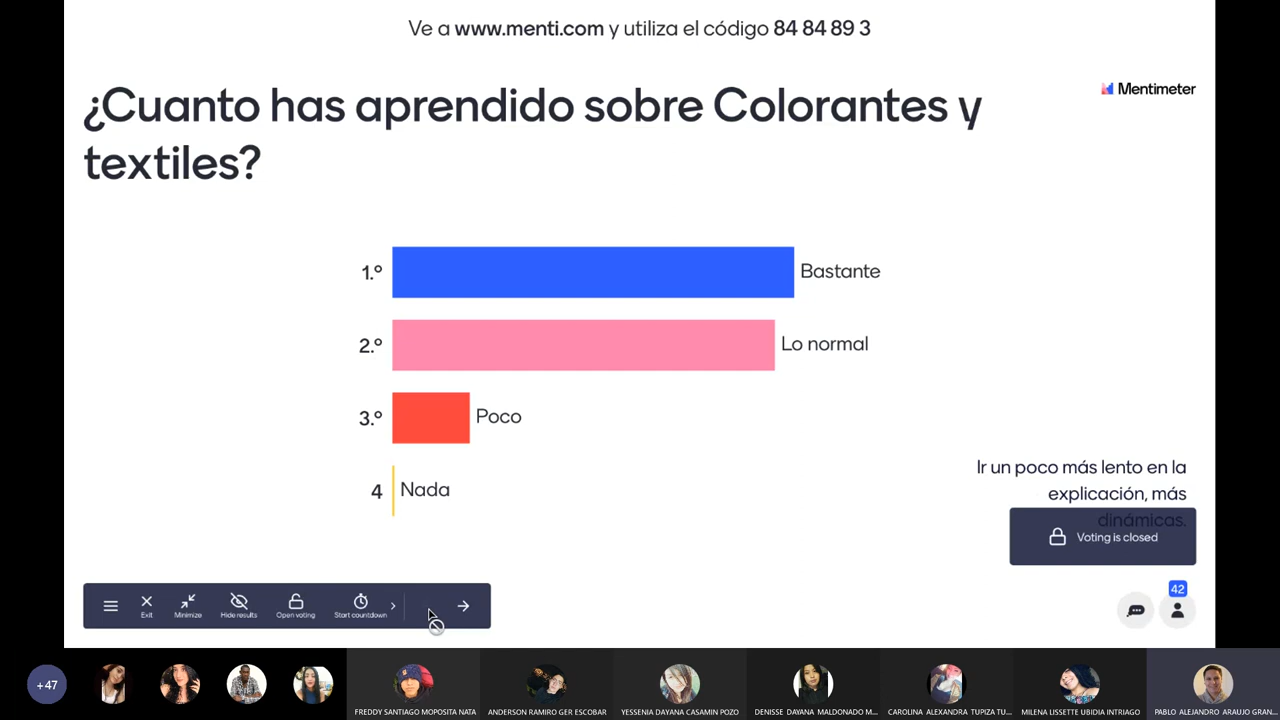 Ve a www.menti.com y utiliza el código 84 84 89 3
Mentimeter
¿Cuanto has aprendido sobre Colorantes y
textiles?
1.º Bastante
2.º Lo normal
3.º Poco
4 Nada
Ir un poco más lento en la
explicación, más
dinámicas.
Voting is closed
Exit
Minimize
Hide results
Open voting
Start countdown
42
+47
FREDDY SANTIAGO MOPOSITA NATA
ANDERSON RAMIRO GER ESCOBAR
YESSENIA DAYANA CASAMIN POZO
DENISSE DAYANA MALDONADO M...
CAROLINA ALEXANDRA TUPIZA TU...
MILENA LISSETTE UBIDIA INTRIAGO
PABLO ALEJANDRO ARAUJO GRAN...